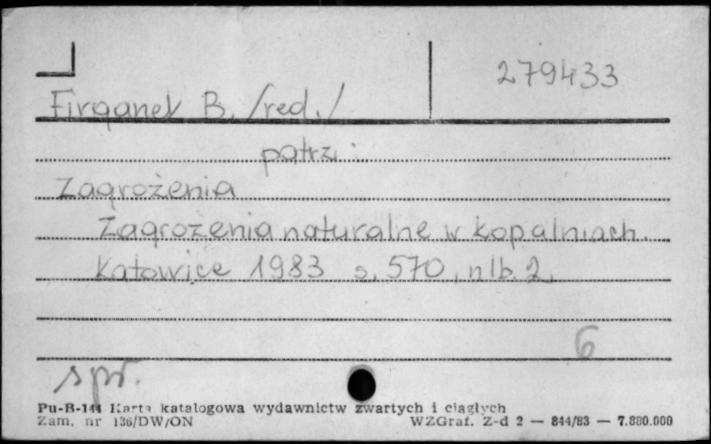 279433
Firganek B. /red./
patrz:
Zagrożenia
Zagrożenia naturalne w kopalniach.
Katowice 1983 s. 570, nlb. 2.
6
spr.
Pu-B-144 Karta katalogowa wydawnictw zwartych i ciągłych
Zam. nr 136/DW/ON WZGraf. Z-d 2 — 844/83 — 7.880.000